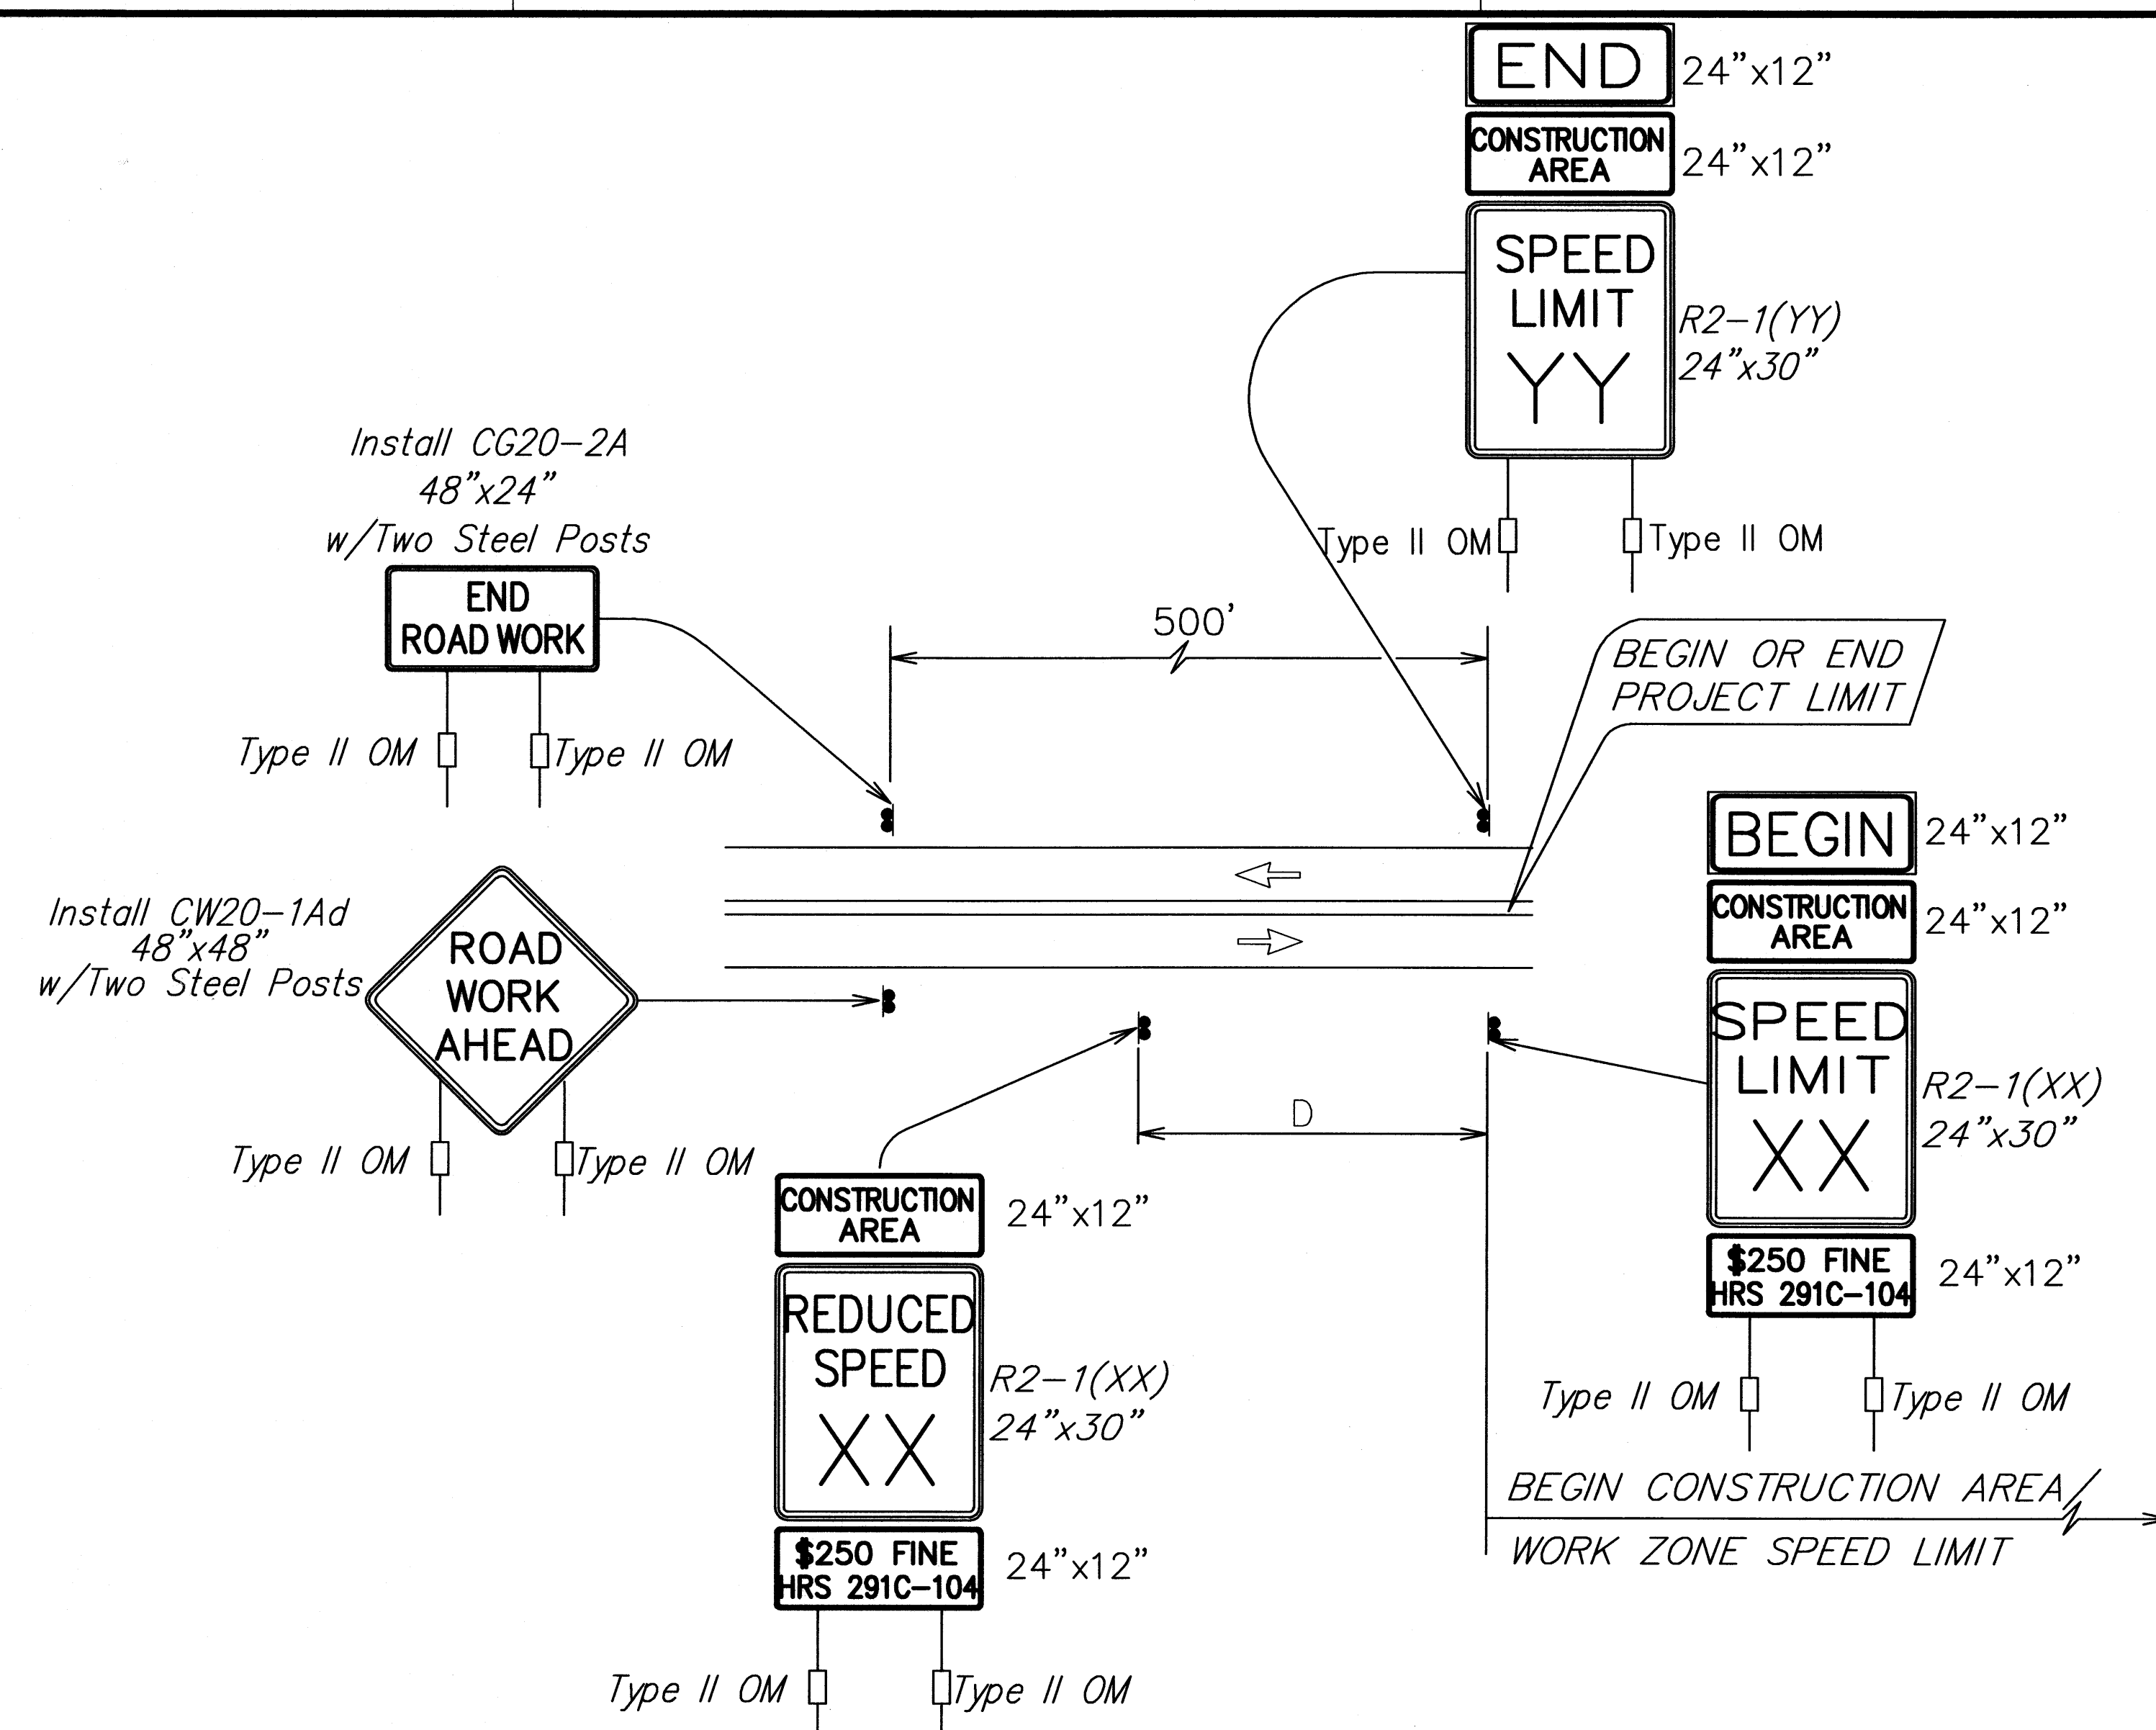 END
24"x12"
CONSTRUCTION
AREA
24"x12"
SPEED
LIMIT
YY
R2-1(YY)
24"x30"
Type II OM
Type II OM
Install CG20-2A
48"x24"
w/Two Steel Posts
END
ROAD WORK
Type II OM
Type II OM
500'
BEGIN OR END
PROJECT LIMIT
Install CW20-1Ad
48"x48"
w/Two Steel Posts
ROAD
WORK
AHEAD
Type II OM
Type II OM
BEGIN
24"x12"
CONSTRUCTION
AREA
24"x12"
SPEED
LIMIT
XX
R2-1(XX)
24"x30"
$250 FINE
HRS 291C-104
24"x12"
Type II OM
Type II OM
D
CONSTRUCTION
AREA
24"x12"
REDUCED
SPEED
XX
R2-1(XX)
24"x30"
$250 FINE
HRS 291C-104
24"x12"
Type II OM
Type II OM
BEGIN CONSTRUCTION AREA/
WORK ZONE SPEED LIMIT